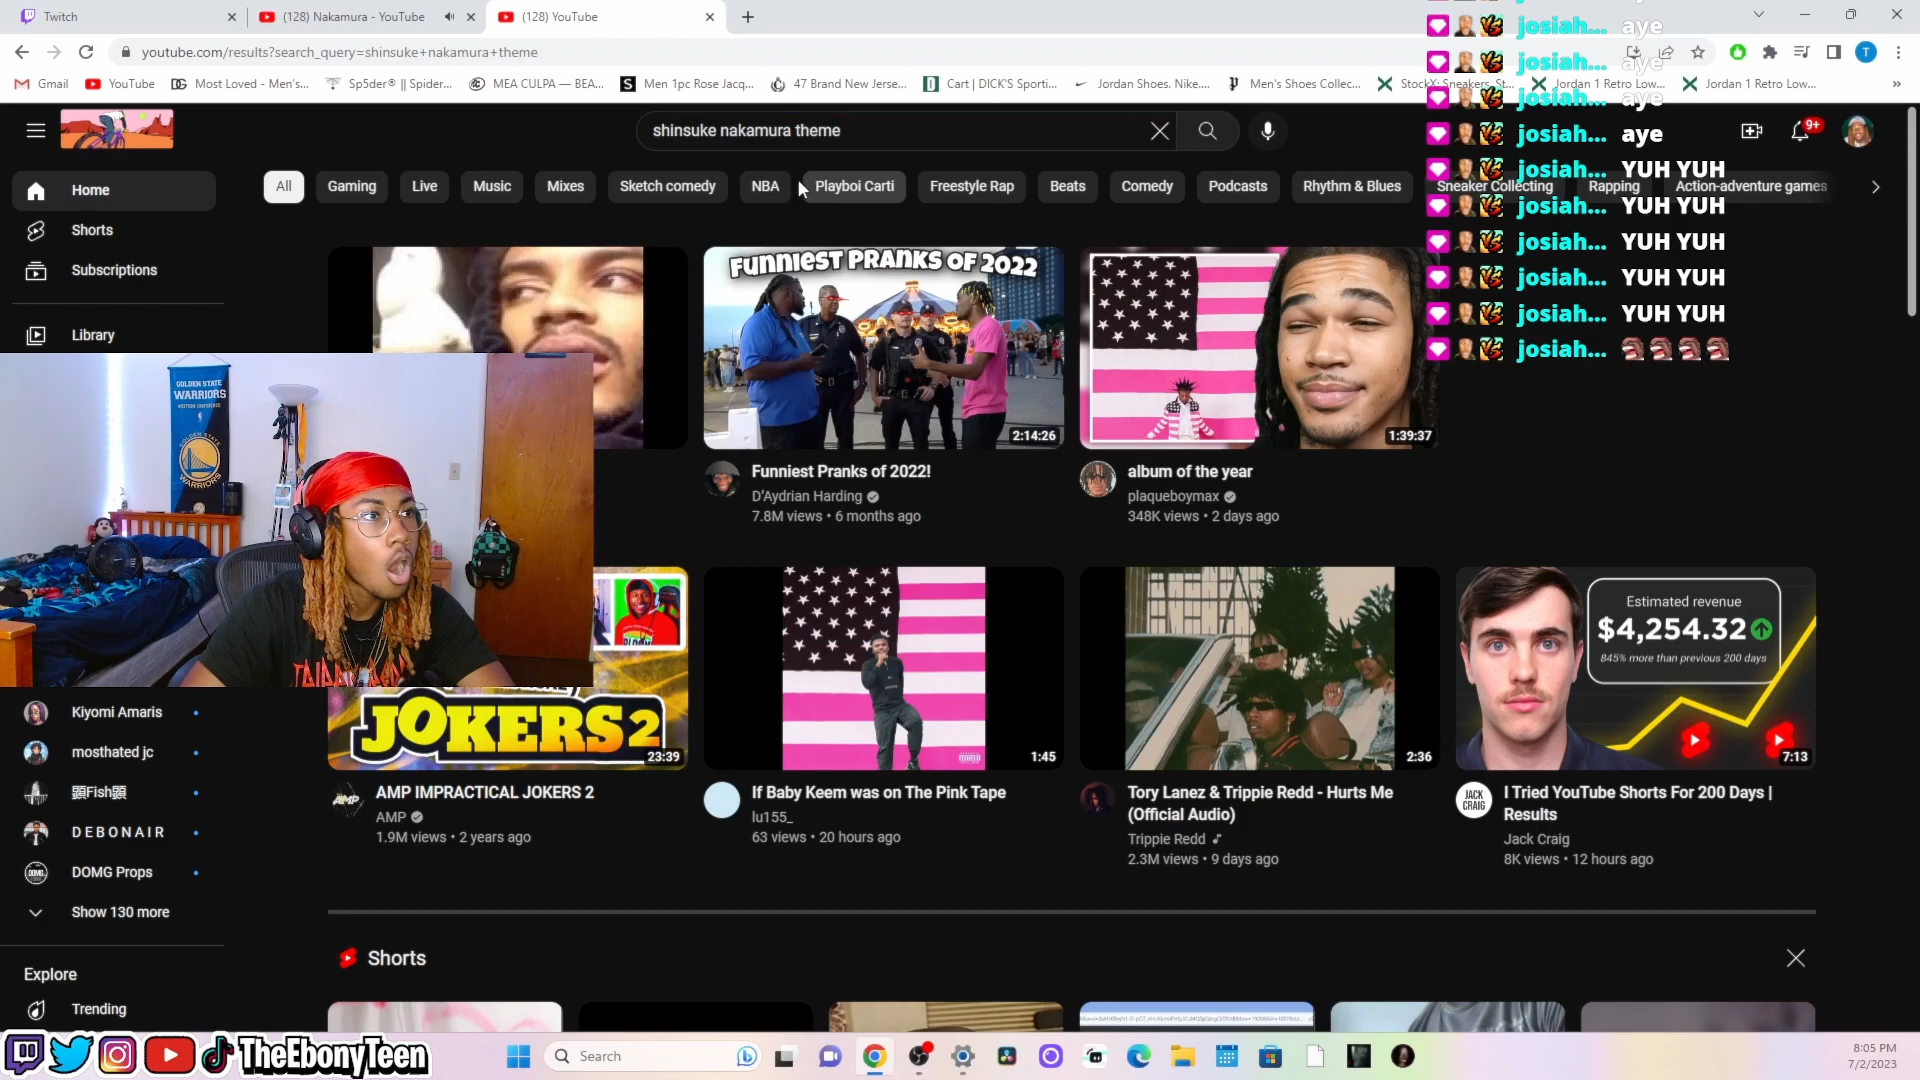 Twitch
(128) Nakamura - YouTube
(128) YouTube
youtube.com/results?search_query=shinsuke+nakamura+theme
Gmail
YouTube
Most Loved - Men's...
Sp5der® || Spider...
MEA CULPA — BEA...
Men 1pc Rose Jacq...
47 Brand New Jerse...
Cart | DICK'S Sporti...
Jordan Shoes. Nike....
Men's Shoes Collec...
StockX: Sneakers, St...
Jordan 1 Retro Low...
Jordan 1 Retro Low...
shinsuke nakamura theme
9+
josiah... aye
josiah... aye
josiah... aye
josiah... aye
josiah... YUH YUH
josiah... YUH YUH
josiah... YUH YUH
josiah... YUH YUH
josiah... YUH YUH
josiah...
Home
Shorts
Subscriptions
Library
All
Gaming
Live
Music
Mixes
Sketch comedy
NBA
Playboi Carti
Freestyle Rap
Beats
Comedy
Podcasts
Rhythm & Blues
Sneaker Collecting
Rapping
Action-adventure games
FUNNIEST PRANKS OF 2022
2:14:26
1:39:37
Funniest Pranks of 2022!
D'Aydrian Harding
7.8M views • 6 months ago
album of the year
plaqueboymax
348K views • 2 days ago
GOLDEN STATE
WARRIORS
WESTERN CONFERENCE
WARRIORS
JOKERS 2
23:39
1:45
2:36
Estimated revenue
$4,254.32
845% more than previous 200 days
7:13
AMP
AMP IMPRACTICAL JOKERS 2
AMP
1.9M views • 2 years ago
If Baby Keem was on The Pink Tape
lu155_
63 views • 20 hours ago
Tory Lanez & Trippie Redd - Hurts Me
(Official Audio)
Trippie Redd
2.3M views • 9 days ago
JACK
CRAIG
I Tried YouTube Shorts For 200 Days |
Results
Jack Craig
8K views • 12 hours ago
Kiyomi Amaris
mosthated jc
D E B O N A I R
DOMG Props
Show 130 more
Explore
Trending
Shorts
TheEbonyTeen
Search
8:05 PM
7/2/2023